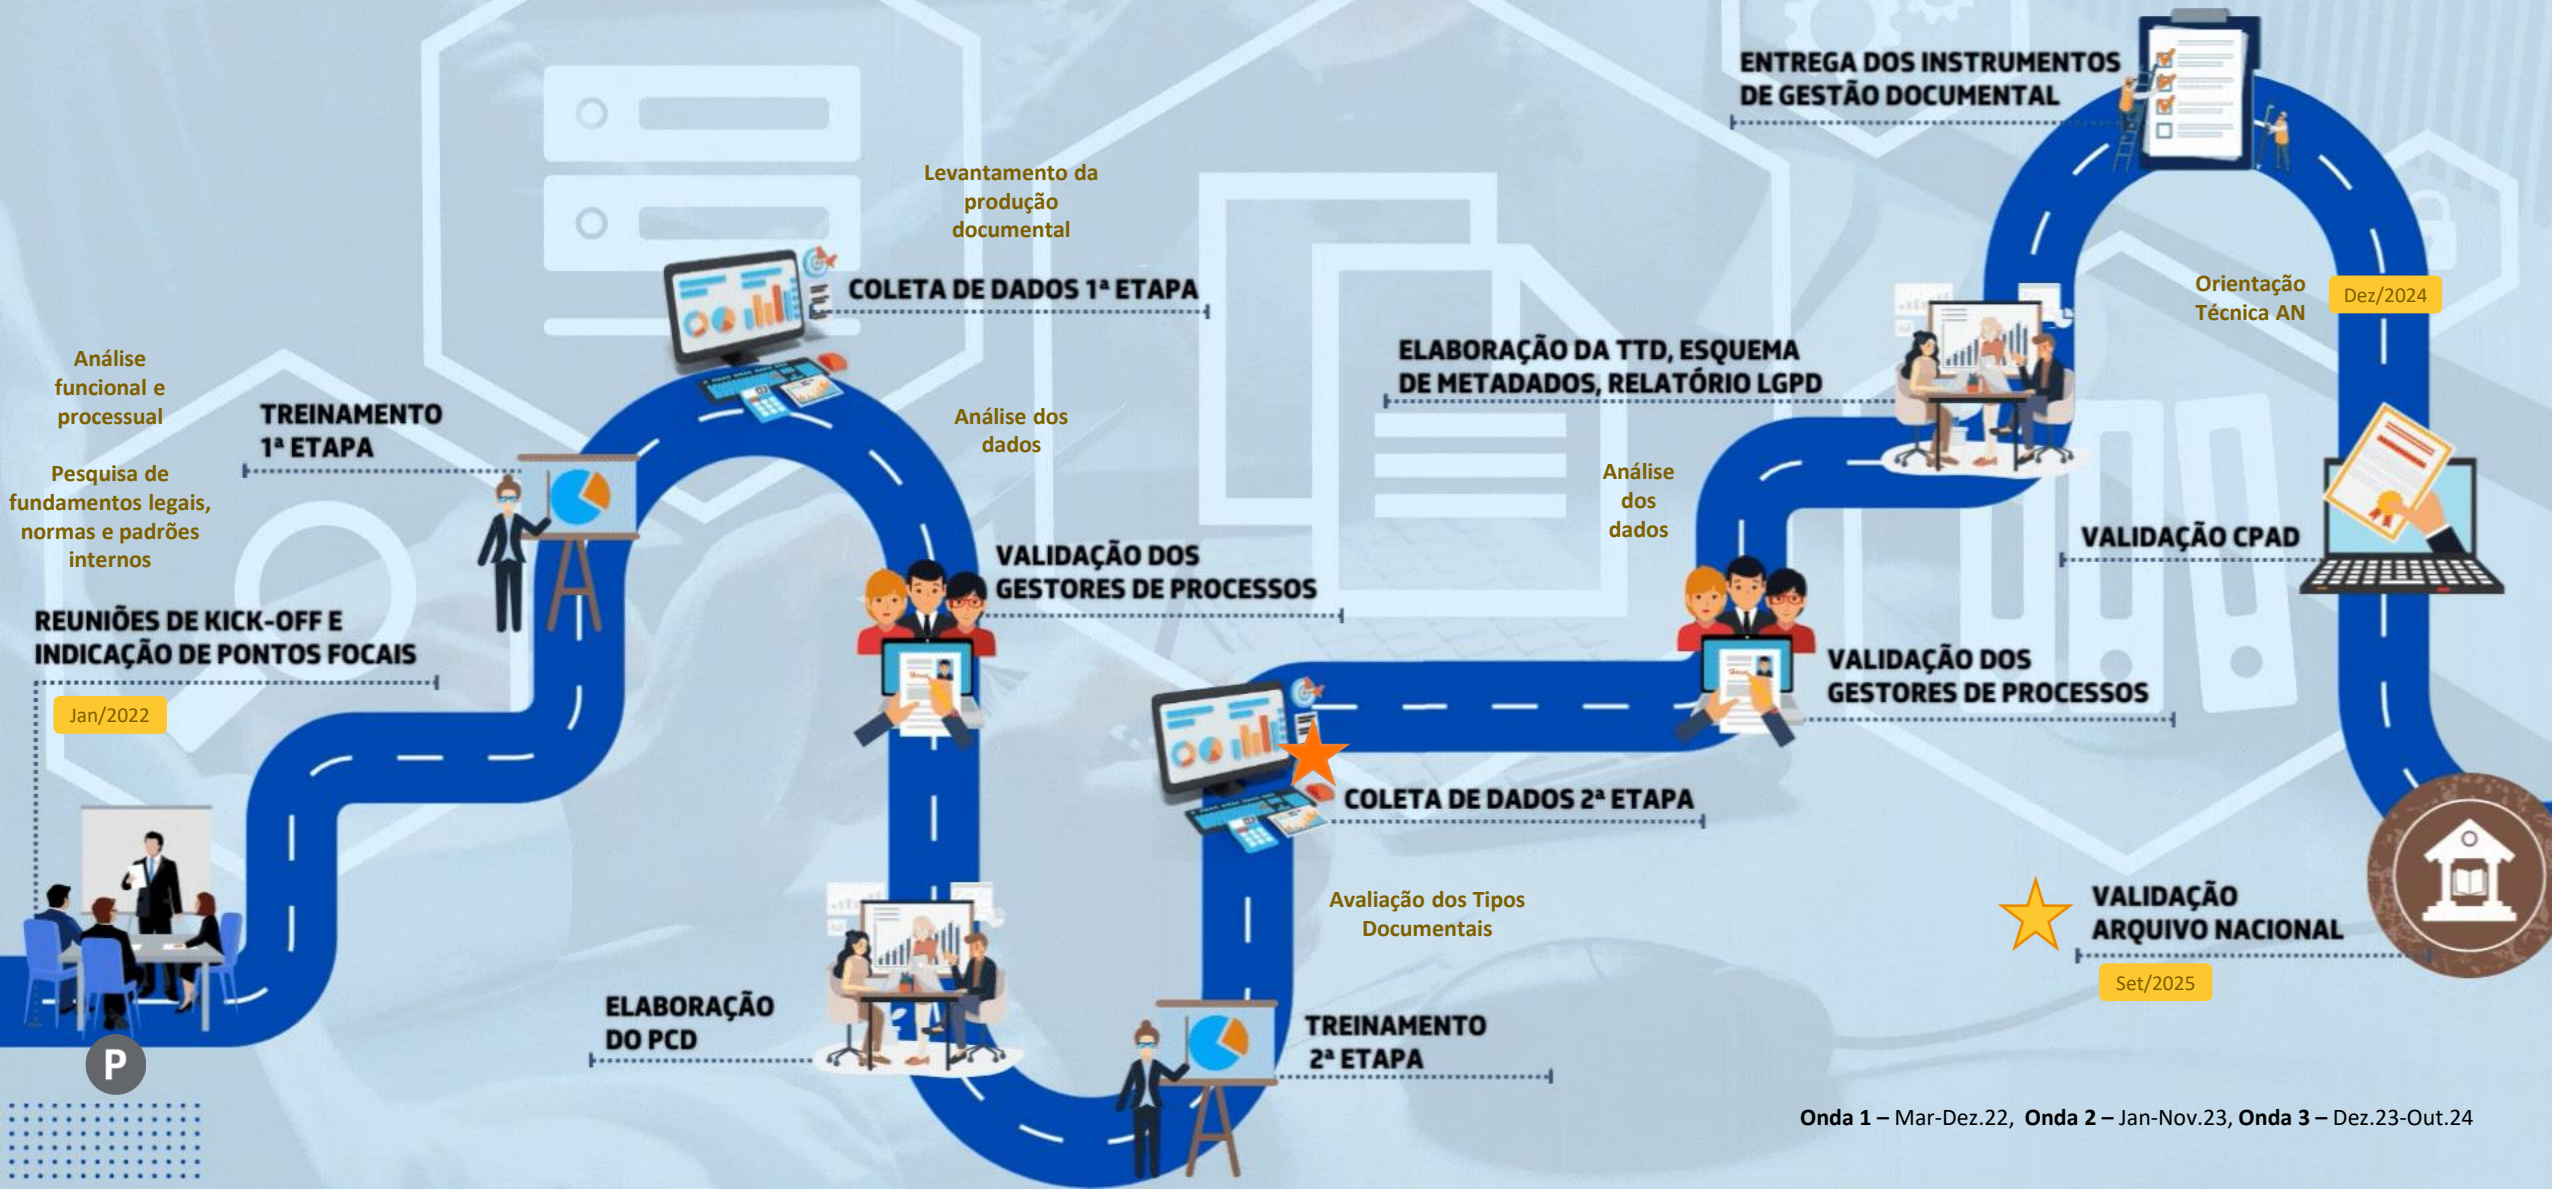 Análise
funcional e
processual
Pesquisa de
fundamentos legais,
normas e padrões
internos
REUNIÕES DE KICK-OFF E
INDICAÇÃO DE PONTOS FOCAIS
Jan/2022
P
TREINAMENTO
1ª ETAPA
Levantamento da
produção
documental
COLETA DE DADOS 1ª ETAPA
Análise dos
dados
VALIDAÇÃO DOS
GESTORES DE PROCESSOS
ELABORAÇÃO
DO PCD
TREINAMENTO
2ª ETAPA
Avaliação dos Tipos
Documentais
COLETA DE DADOS 2ª ETAPA
Análise
dos
dados
VALIDAÇÃO DOS
GESTORES DE PROCESSOS
ELABORAÇÃO DA TTD, ESQUEMA
DE METADADOS, RELATÓRIO LGPD
ENTREGA DOS INSTRUMENTOS
DE GESTÃO DOCUMENTAL
Orientação
Técnica AN
Dez/2024
VALIDAÇÃO CPAD
VALIDAÇÃO
ARQUIVO NACIONAL
Set/2025
Onda 1 – Mar-Dez.22, Onda 2 – Jan-Nov.23, Onda 3 – Dez.23-Out.24